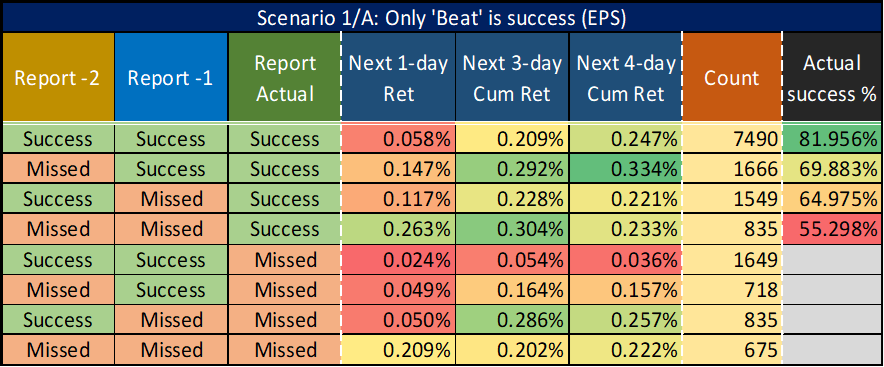 Scenario 1/A: Only 'Beat' is success (EPS)
Report -2 Report -1 Report Actual Next 1-day Ret Next 3-day Cum Ret Next 4-day Cum Ret Count Actual success %
Success Success Success 0.058% 0.209% 0.247% 7490 81.956%
Missed Success Success 0.147% 0.292% 0.334% 1666 69.883%
Success Missed Success 0.117% 0.228% 0.221% 1549 64.975%
Missed Missed Success 0.263% 0.304% 0.233% 835 55.298%
Success Success Missed 0.024% 0.054% 0.036% 1649
Missed Success Missed 0.049% 0.164% 0.157% 718
Success Missed Missed 0.050% 0.286% 0.257% 835
Missed Missed Missed 0.209% 0.202% 0.222% 675